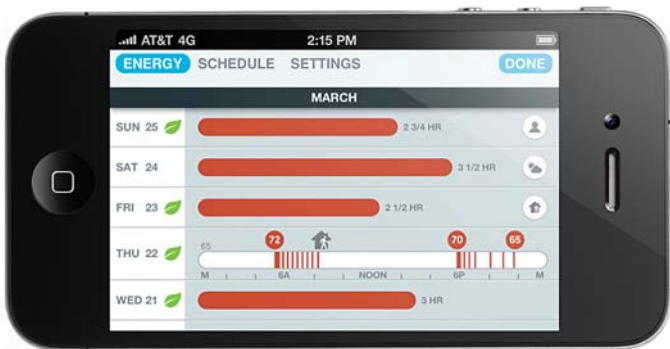 AT&T 4G 2:15 PM
ENERGY SCHEDULE SETTINGS DONE
MARCH
SUN 25 2 3/4 HR
SAT 24 3 1/2 HR
FRI 23 2 1/2 HR
65 72 70 65
THU 22
M 6A NOON 6P M
WED 21 3 HR